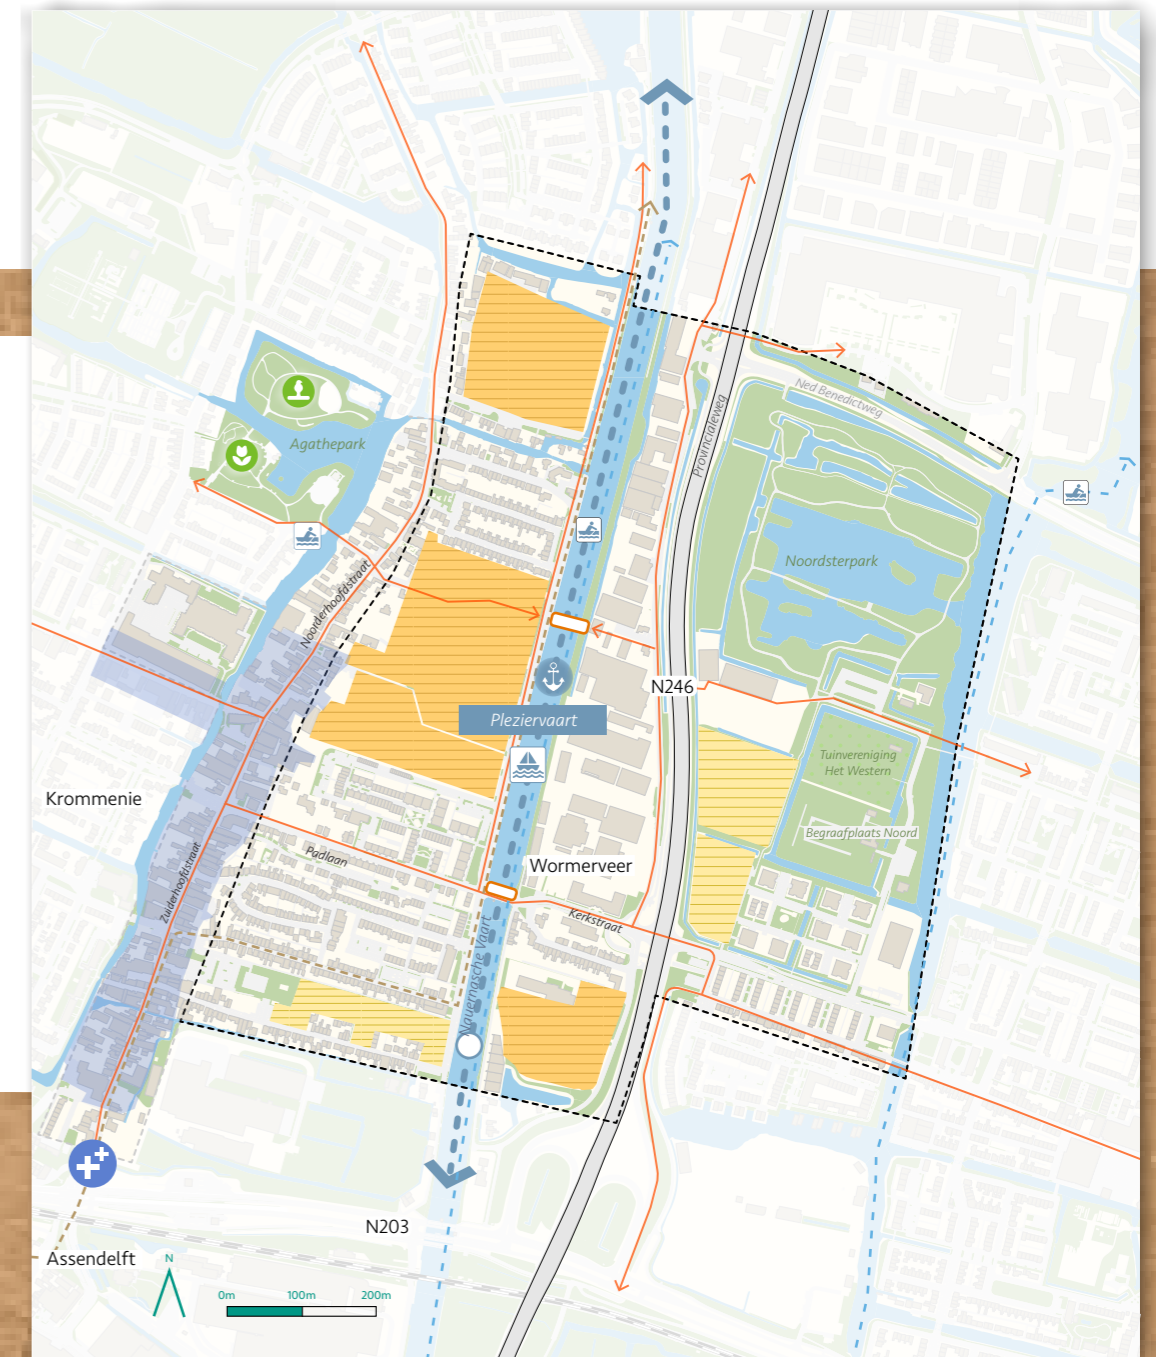 Ned Benedictweg
Provincialeweg
Agathepark
Noordsterpark
Noorderhoofdstraat
N246
Pleziervaart
Tuinvereniging
Het Western
Krommenie
Begraafplaats Noord
Padlaan
Wormerveer
Zuiderhoofdstraat
Kerkstraat
Nauernasche Vaart
N203
Assendelft
N
0m 100m 200m